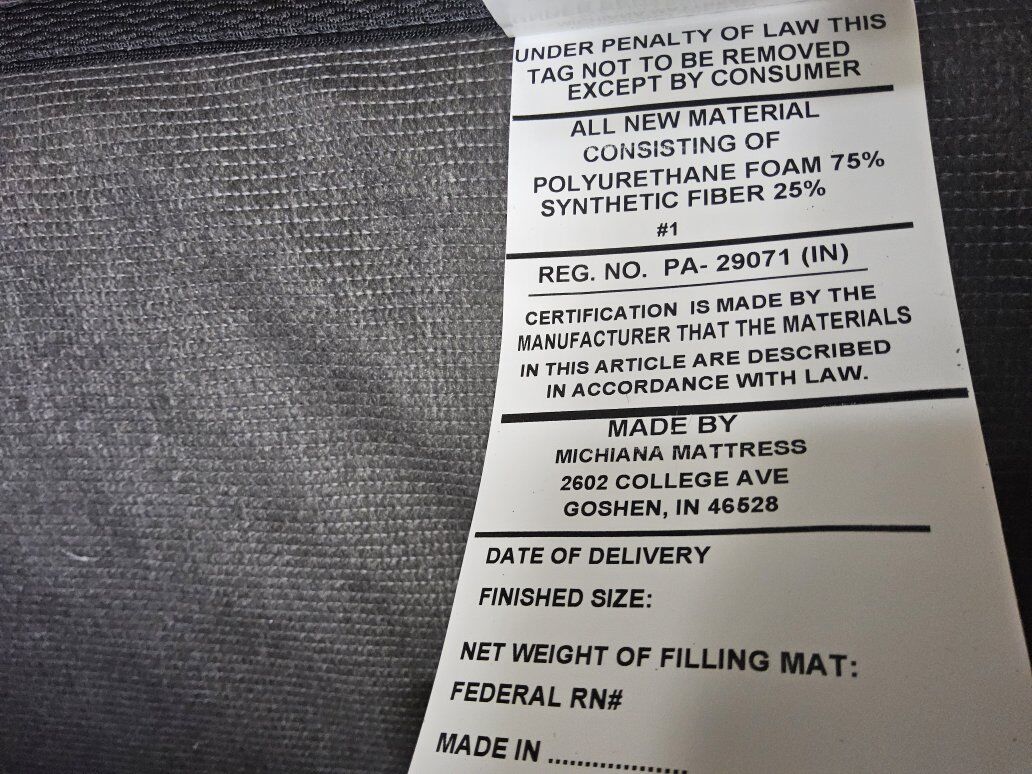 UNDER PENALTY OF LAW THIS
TAG NOT TO BE REMOVED
EXCEPT BY CONSUMER
ALL NEW MATERIAL
CONSISTING OF
POLYURETHANE FOAM 75%
SYNTHETIC FIBER 25%
#1
REG. NO. PA- 29071 (IN)
CERTIFICATION IS MADE BY THE
MANUFACTURER THAT THE MATERIALS
IN THIS ARTICLE ARE DESCRIBED
IN ACCORDANCE WITH LAW.
MADE BY
MICHIANA MATTRESS
2602 COLLEGE AVE
GOSHEN, IN 46528
DATE OF DELIVERY
FINISHED SIZE:
NET WEIGHT OF FILLING MAT:
FEDERAL RN#
MADE IN ...................